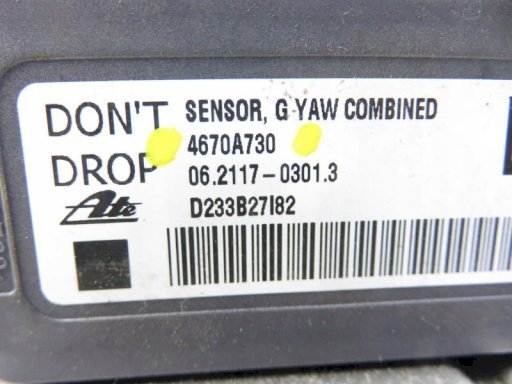 DON'T
DROP
Ate
SENSOR, G YAW COMBINED
4670A730
06.2117-0301.3
D233B27I82